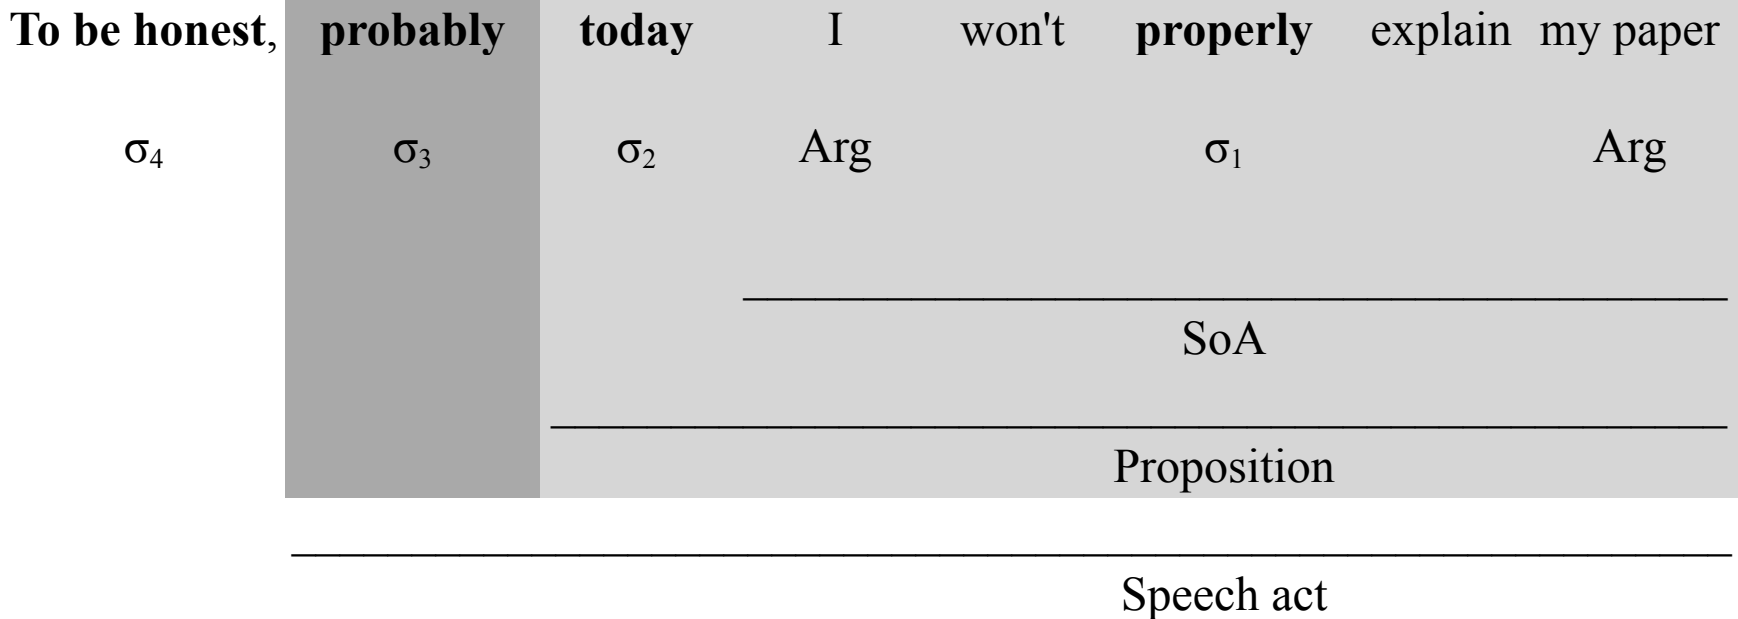 To be honest, probably today I won't properly explain my paper
σ₄ σ₃ σ₂ Arg σ₁ Arg
SoA
Proposition
Speech act